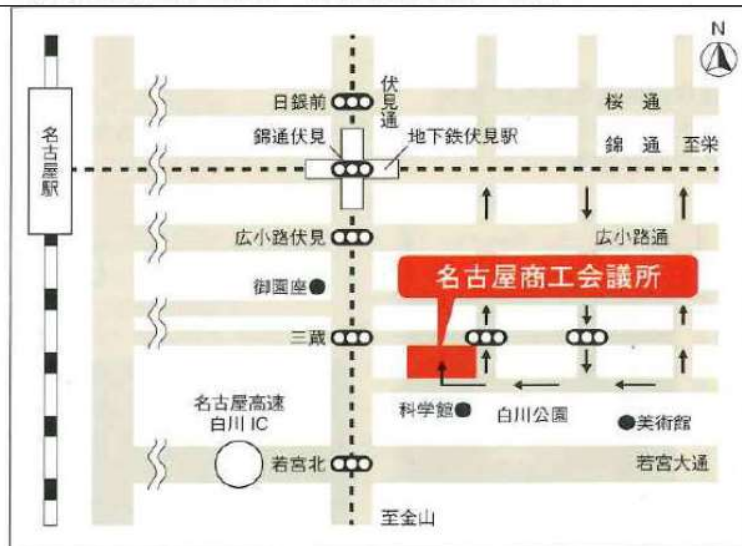 N
日銀前
伏見通
桜通
名古屋駅
錦通伏見
地下鉄伏見駅
錦通
至栄
広小路伏見
広小路通
御園座
名古屋商工会議所
三蔵
名古屋高速
白川 IC
科学館
白川公園
美術館
若宮北
若宮大通
至金山